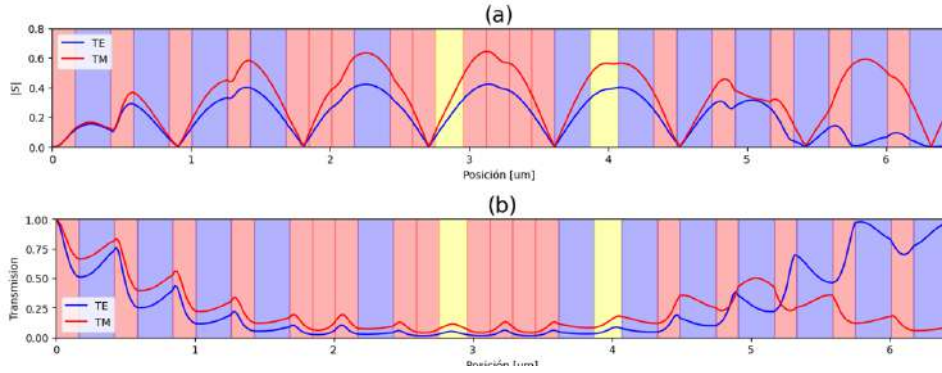 (a)
0.8
0.6
0.4
0.2
0.0
|S|
TE
TM
0 1 2 3 4 5 6
Posición [um]
(b)
1.00
0.75
0.50
0.25
0.00
Transmision
TE
TM
0 1 2 3 4 5 6
Posición [um]